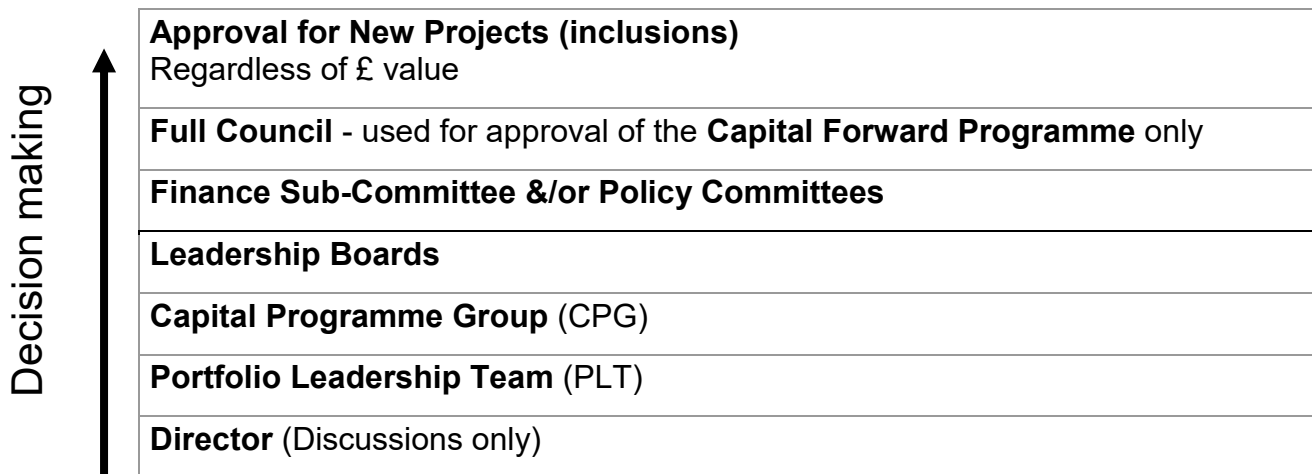 Decision making
Approval for New Projects (inclusions)
Regardless of £ value
Full Council - used for approval of the Capital Forward Programme only
Finance Sub-Committee &/or Policy Committees
Leadership Boards
Capital Programme Group (CPG)
Portfolio Leadership Team (PLT)
Director (Discussions only)